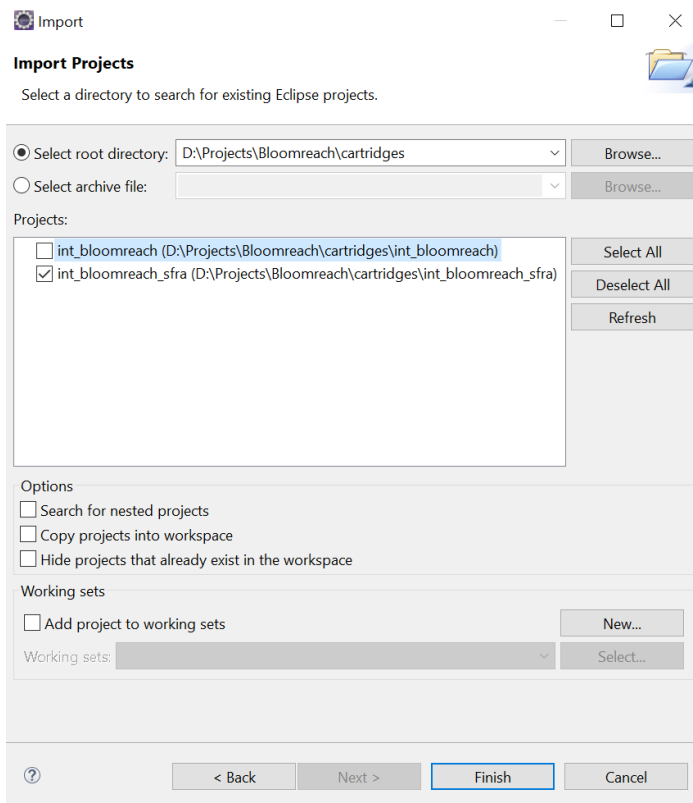 Import
Import Projects
Select a directory to search for existing Eclipse projects.
Select root directory: D:\Projects\Bloomreach\cartridges Browse...
Select archive file: Browse...
Projects:
int_bloomreach (D:\Projects\Bloomreach\cartridges\int_bloomreach) Select All
int_bloomreach_sfra (D:\Projects\Bloomreach\cartridges\int_bloomreach_sfra) Deselect All
Refresh
Options
Search for nested projects
Copy projects into workspace
Hide projects that already exist in the workspace
Working sets
Add project to working sets New...
Working sets: Select...
? < Back Next > Finish Cancel